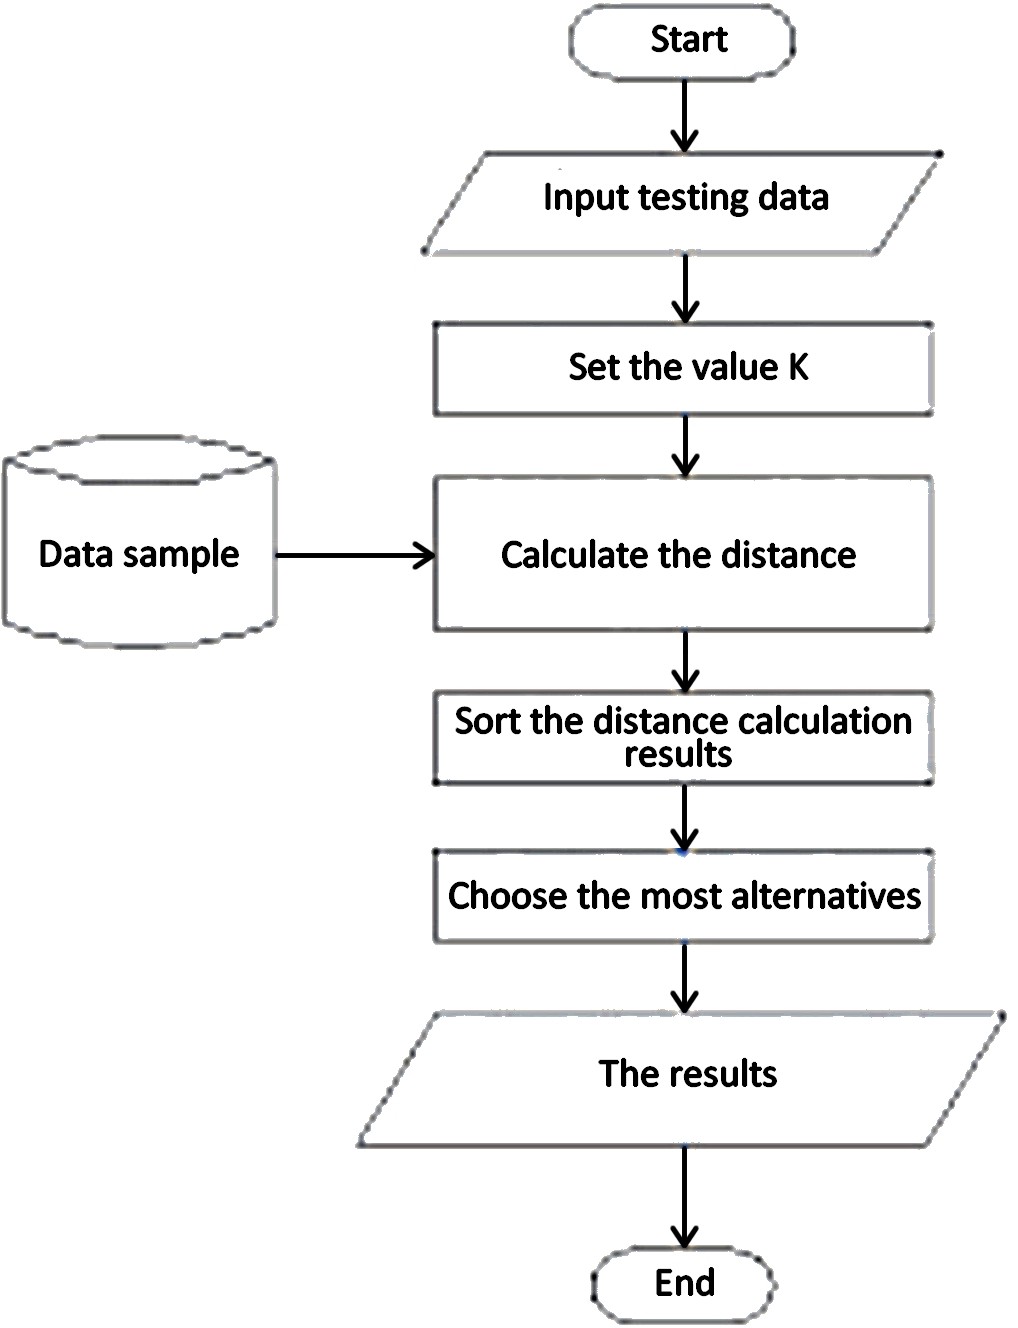 Start
Input testing data
Set the value K
Data sample
Calculate the distance
Sort the distance calculation
results
Choose the most alternatives
The results
End